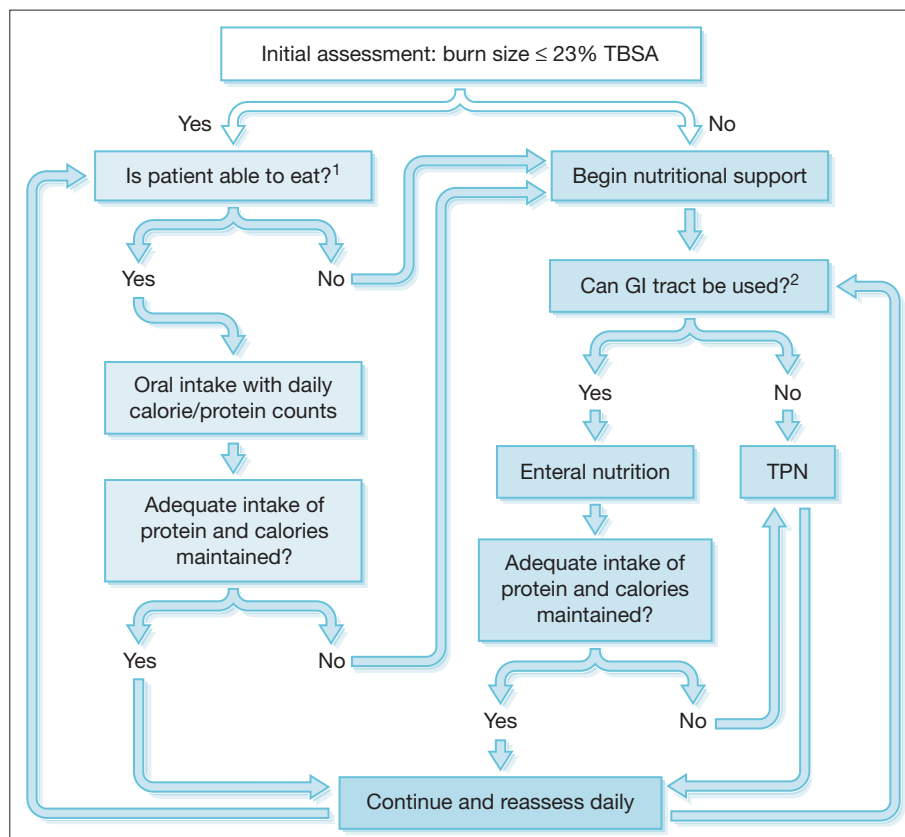 Initial assessment: burn size ≤ 23% TBSA
Yes
No
Is patient able to eat?¹
Begin nutritional support
Yes
No
Can GI tract be used?²
Oral intake with daily
calorie/protein counts
Yes
No
Enteral nutrition
TPN
Adequate intake of
protein and calories
maintained?
Adequate intake of
protein and calories
maintained?
Yes
No
Yes
No
Continue and reassess daily